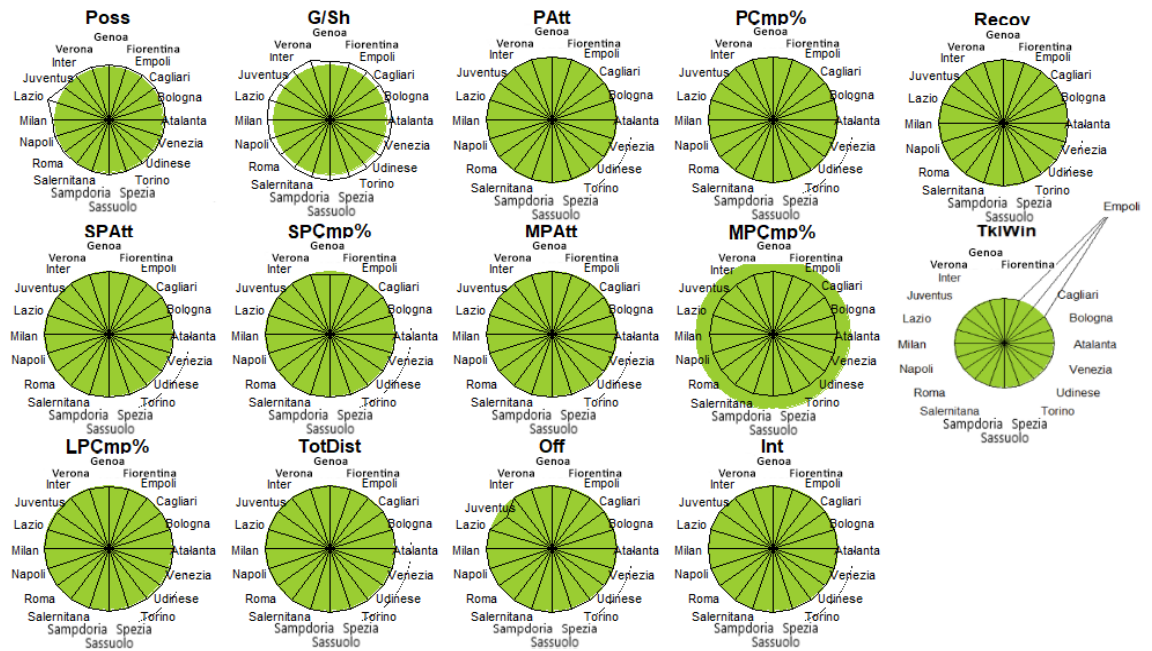 Poss
Genoa
Verona Fiorentina
Inter Empoli
Juventus Cagliari
Lazio Bologna
Milan Atalanta
Napoli Venezia
Roma Udinese
Salernitana Torino
Sampdoria Spezia
Sassuolo
G/Sh
Genoa
Verona Fiorentina
Inter Empoli
Juventus Cagliari
Lazio Bologna
Milan Atalanta
Napoli Venezia
Roma Udinese
Salernitana Torino
Sampdoria Spezia
Sassuolo
PAtt
Genoa
Verona Fiorentina
Inter Empoli
Juventus Cagliari
Lazio Bologna
Milan Atalanta
Napoli Venezia
Roma Udinese
Salernitana Torino
Sampdoria Spezia
Sassuolo
PCmp%
Genoa
Verona Fiorentina
Inter Empoli
Juventus Cagliari
Lazio Bologna
Milan Atalanta
Napoli Venezia
Roma Udinese
Salernitana Torino
Sampdoria Spezia
Sassuolo
Recov
Genoa
Verona Fiorentina
Inter Empoli
Juventus Cagliari
Lazio Bologna
Milan Atalanta
Napoli Venezia
Roma Udinese
Salernitana Torino
Sampdoria Spezia
Sassuolo
SPAtt
Genoa
Verona Fiorentina
Inter Empoli
Juventus Cagliari
Lazio Bologna
Milan Atalanta
Napoli Venezia
Roma Udinese
Salernitana Torino
Sampdoria Spezia
Sassuolo
SPCmp%
Genoa
Verona Fiorentina
Inter Empoli
Juventus Cagliari
Lazio Bologna
Milan Atalanta
Napoli Venezia
Roma Udinese
Salernitana Torino
Sampdoria Spezia
Sassuolo
MPAtt
Genoa
Verona Fiorentina
Inter Empoli
Juventus Cagliari
Lazio Bologna
Milan Atalanta
Napoli Venezia
Roma Udinese
Salernitana Torino
Sampdoria Spezia
Sassuolo
MPCmp%
Genoa
Verona Fiorentina
Inter Empoli
Juventus Cagliari
Lazio Bologna
Milan Atalanta
Napoli Venezia
Roma Udinese
Salernitana Torino
Sampdoria Spezia
Sassuolo
Empoli
TklWin
Genoa
Verona Fiorentina
Inter
Juventus Cagliari
Lazio Bologna
Milan Atalanta
Napoli Venezia
Roma Udinese
Salernitana Torino
Sampdoria Spezia
Sassuolo
LPCmp%
Genoa
Verona Fiorentina
Inter Empoli
Juventus Cagliari
Lazio Bologna
Milan Atalanta
Napoli Venezia
Roma Udinese
Salernitana Torino
Sampdoria Spezia
Sassuolo
TotDist
Genoa
Verona Fiorentina
Inter Empoli
Juventus Cagliari
Lazio Bologna
Milan Atalanta
Napoli Venezia
Roma Udinese
Salernitana Torino
Sampdoria Spezia
Sassuolo
Off
Genoa
Verona Fiorentina
Inter Empoli
Juventus Cagliari
Lazio Bologna
Milan Atalanta
Napoli Venezia
Roma Udinese
Salernitana Torino
Sampdoria Spezia
Sassuolo
Int
Genoa
Verona Fiorentina
Inter Empoli
Juventus Cagliari
Lazio Bologna
Milan Atalanta
Napoli Venezia
Roma Udinese
Salernitana Torino
Sampdoria Spezia
Sassuolo